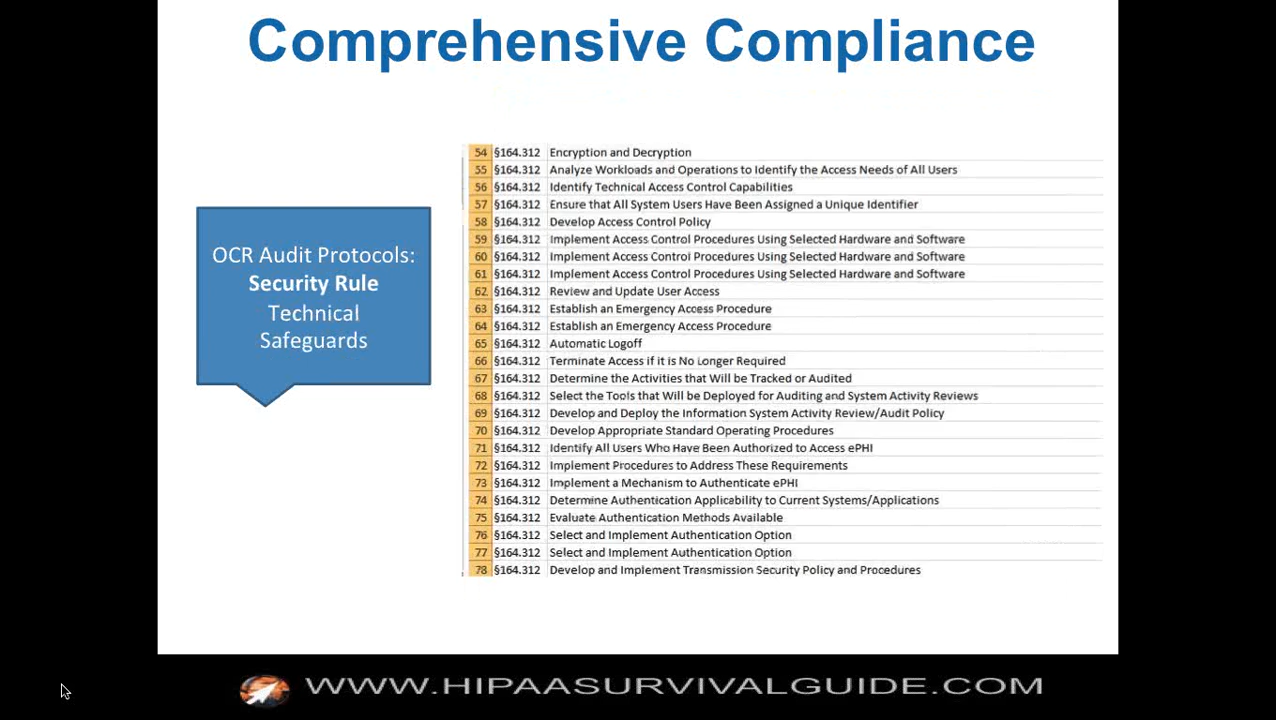 Comprehensive Compliance
OCR Audit Protocols:
Security Rule
Technical
Safeguards
54 §164.312 Encryption and Decryption
55 §164.312 Analyze Workloads and Operations to Identify the Access Needs of All Users
56 §164.312 Identify Technical Access Control Capabilities
57 §164.312 Ensure that All System Users Have Been Assigned a Unique Identifier
58 §164.312 Develop Access Control Policy
59 §164.312 Implement Access Control Procedures Using Selected Hardware and Software
60 §164.312 Implement Access Control Procedures Using Selected Hardware and Software
61 §164.312 Implement Access Control Procedures Using Selected Hardware and Software
62 §164.312 Review and Update User Access
63 §164.312 Establish an Emergency Access Procedure
64 §164.312 Establish an Emergency Access Procedure
65 §164.312 Automatic Logoff
66 §164.312 Terminate Access if it is No Longer Required
67 §164.312 Determine the Activities that Will be Tracked or Audited
68 §164.312 Select the Tools that Will be Deployed for Auditing and System Activity Reviews
69 §164.312 Develop and Deploy the Information System Activity Review/Audit Policy
70 §164.312 Develop Appropriate Standard Operating Procedures
71 §164.312 Identify All Users Who Have Been Authorized to Access ePHI
72 §164.312 Implement Procedures to Address These Requirements
73 §164.312 Implement a Mechanism to Authenticate ePHI
74 §164.312 Determine Authentication Applicability to Current Systems/Applications
75 §164.312 Evaluate Authentication Methods Available
76 §164.312 Select and Implement Authentication Option
77 §164.312 Select and Implement Authentication Option
78 §164.312 Develop and Implement Transmission Security Policy and Procedures
WWW.HIPAASURVIVALGUIDE.COM